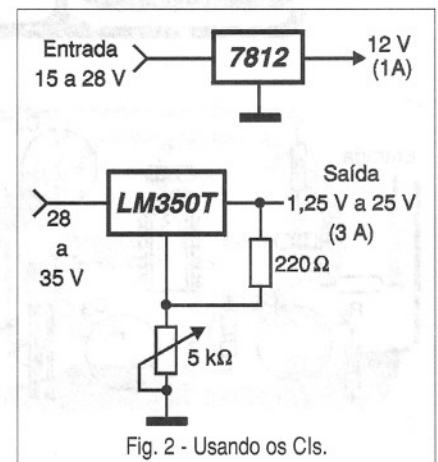 Entrada
15 a 28 V
7812
12 V
(1A)
LM350T
28
a
35 V
Saída
1,25 V a 25 V
(3 A)
220Ω
5 kΩ
Fig. 2 - Usando os CIs.